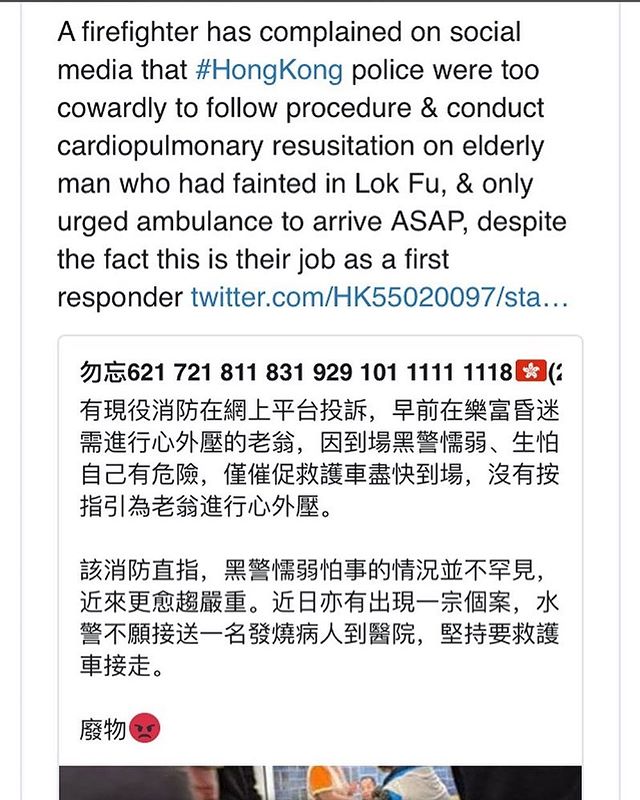 A firefighter has complained on social
media that #HongKong police were too
cowardly to follow procedure & conduct
cardiopulmonary resusitation on elderly
man who had fainted in Lok Fu, & only
urged ambulance to arrive ASAP, despite
the fact this is their job as a first
responder twitter.com/HK55020097/sta…
勿忘621 721 811 831 929 101 1111 1118🇭🇰(2
有現役消防在網上平台投訴，早前在樂富昏迷
需進行心外壓的老翁，因到場黑警懦弱、生怕
自己有危險，僅催促救護車盡快到場，沒有按
指引為老翁進行心外壓。
該消防直指，黑警懦弱怕事的情況並不罕見，
近來更愈趨嚴重。近日亦有出現一宗個案，水
警不願接送一名發燒病人到醫院，堅持要救護
車接走。
廢物😡